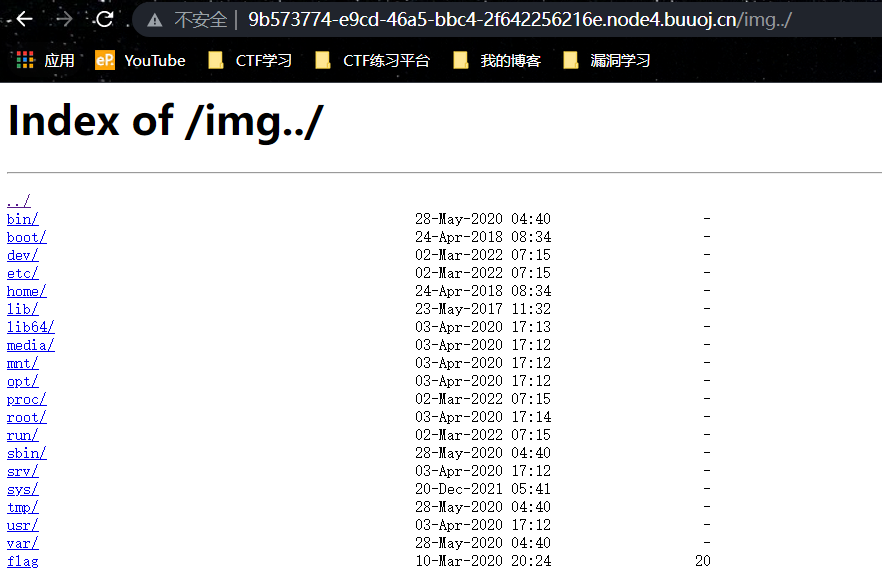 不安全 | 9b573774-e9cd-46a5-bbc4-2f642256216e.node4.buuoj.cn/img../
应用 eP YouTube CTF学习 CTF练习平台 我的博客 漏洞学习
Index of /img../
../
bin/ 28-May-2020 04:40 -
boot/ 24-Apr-2018 08:34 -
dev/ 02-Mar-2022 07:15 -
etc/ 02-Mar-2022 07:15 -
home/ 24-Apr-2018 08:34 -
lib/ 23-May-2017 11:32 -
lib64/ 03-Apr-2020 17:13 -
media/ 03-Apr-2020 17:12 -
mnt/ 03-Apr-2020 17:12 -
opt/ 03-Apr-2020 17:12 -
proc/ 02-Mar-2022 07:15 -
root/ 03-Apr-2020 17:14 -
run/ 02-Mar-2022 07:15 -
sbin/ 28-May-2020 04:40 -
srv/ 03-Apr-2020 17:12 -
sys/ 20-Dec-2021 05:41 -
tmp/ 28-May-2020 04:40 -
usr/ 03-Apr-2020 17:12 -
var/ 28-May-2020 04:40 -
flag 10-Mar-2020 20:24 20